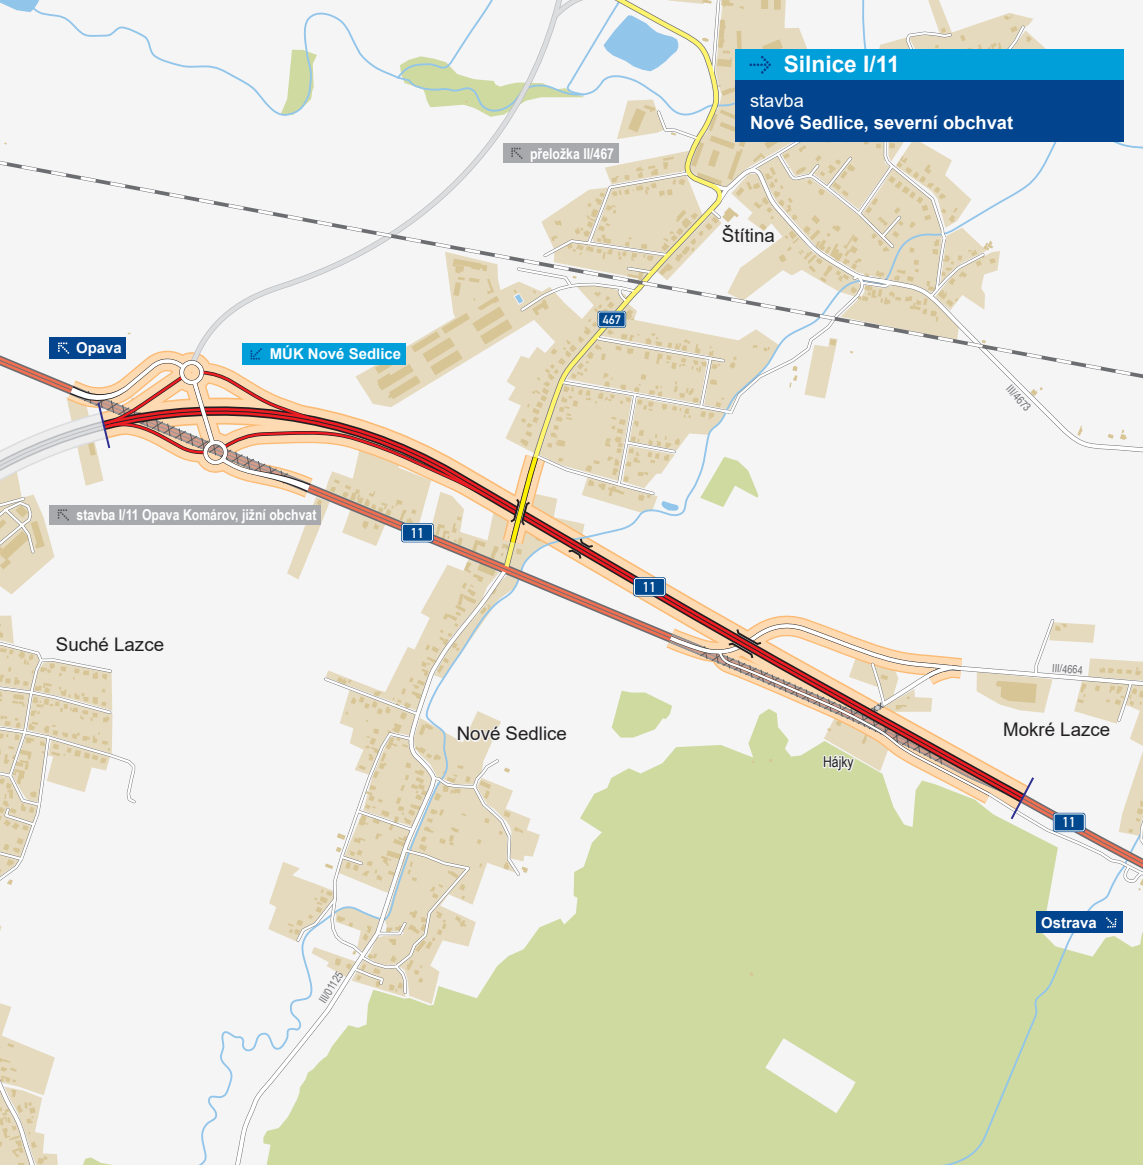 Silnice I/11
stavba
Nové Sedlice, severní obchvat
přeložka II/467
Štítina
467
Opava
MÚK Nové Sedlice
III/4673
stavba I/11 Opava Komárov, jižní obchvat
11
11
Suché Lazce
III/4664
Nové Sedlice
Mokré Lazce
Hájky
11
Ostrava
III/01125